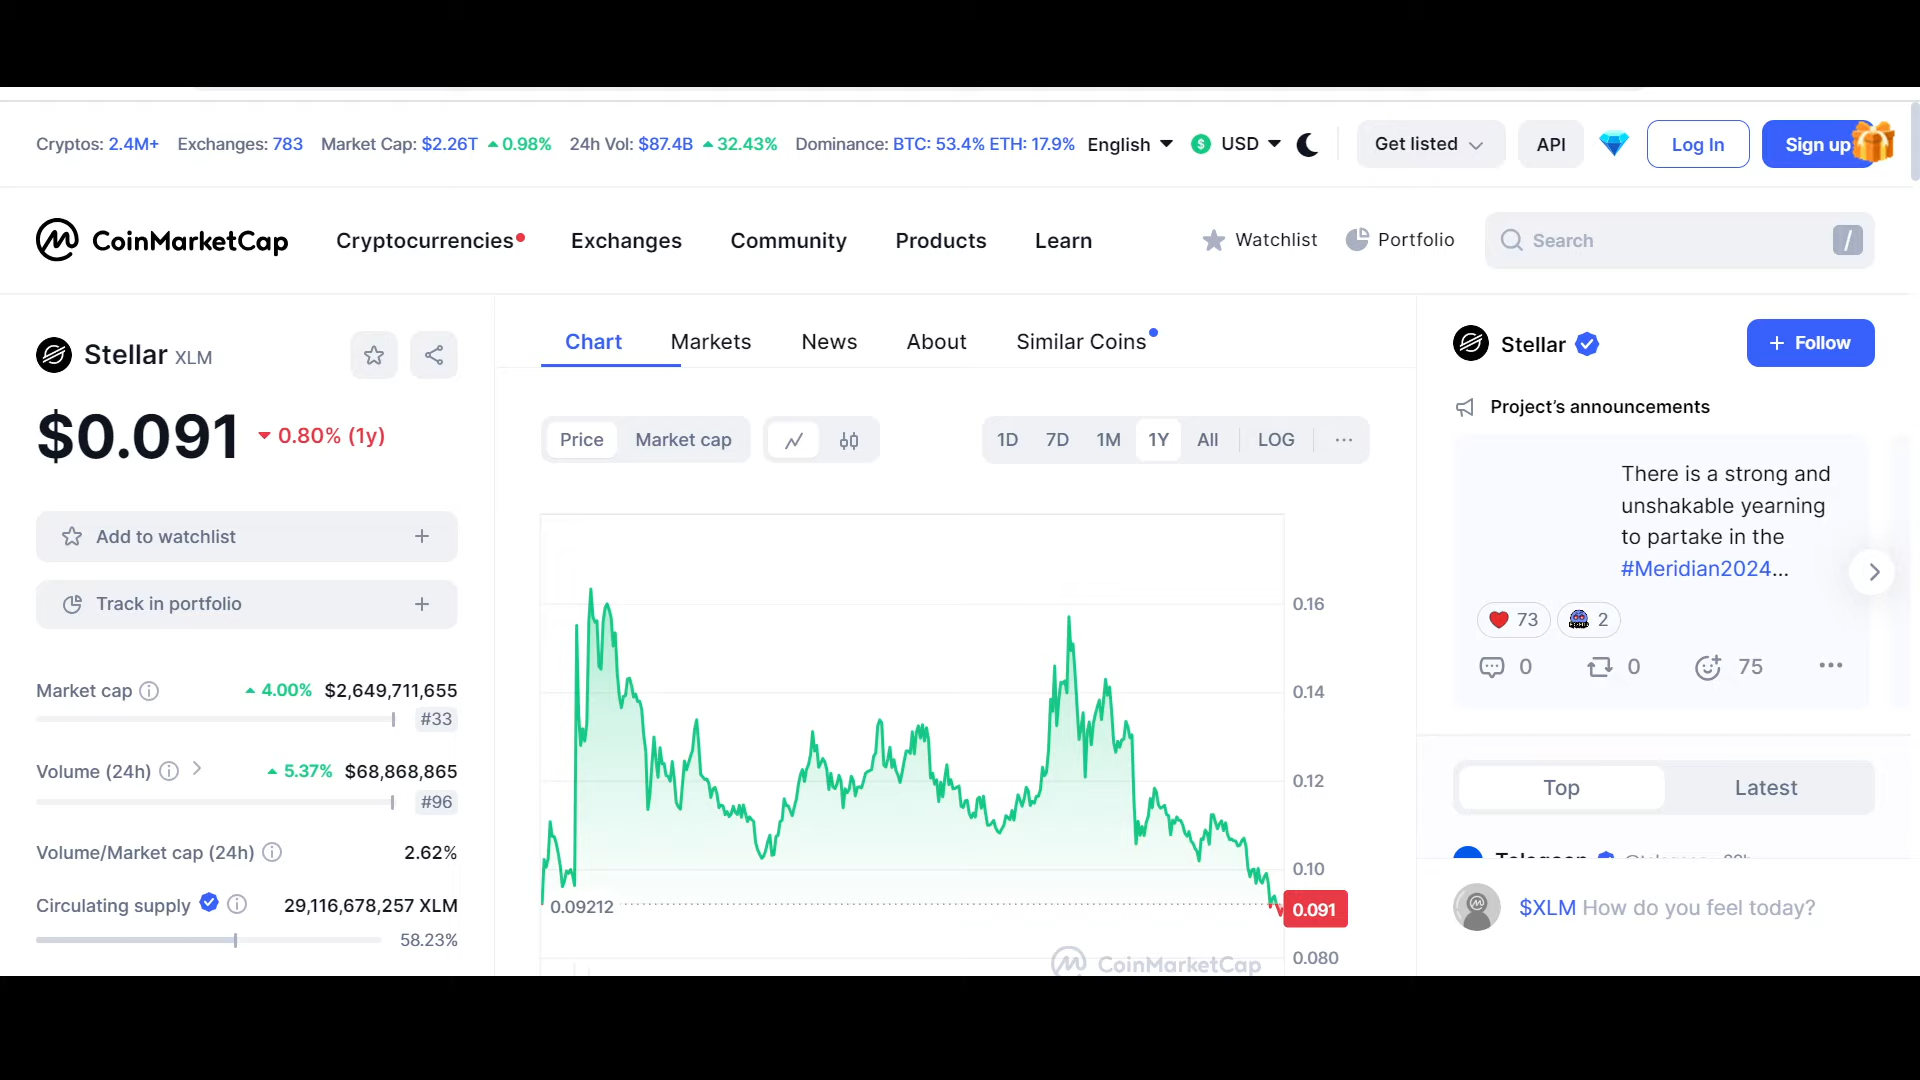 Cryptos: 2.4M+ Exchanges: 783 Market Cap: $2.26T 0.98% 24h Vol: $87.4B 32.43% Dominance: BTC: 53.4% ETH: 17.9% English $ USD Get listed API Log In Sign up
CoinMarketCap Cryptocurrencies Exchanges Community Products Learn Watchlist Portfolio Search /
Stellar XLM
$0.091 0.80% (1y)
Add to watchlist +
Track in portfolio +
Market cap 4.00% $2,649,711,655
#33
Volume (24h) 5.37% $68,868,865
#96
Volume/Market cap (24h) 2.62%
Circulating supply 29,116,678,257 XLM
58.23%
Chart Markets News About Similar Coins
Price Market cap 1D 7D 1M 1Y All LOG ...
0.16
0.14
0.12
0.10
0.09212
0.091
0.080
CoinMarketCap
Stellar + Follow
Project's announcements
There is a strong and
unshakable yearning
to partake in the
#Meridian2024...
73 2
0 0 75 ...
Top Latest
$XLM How do you feel today?